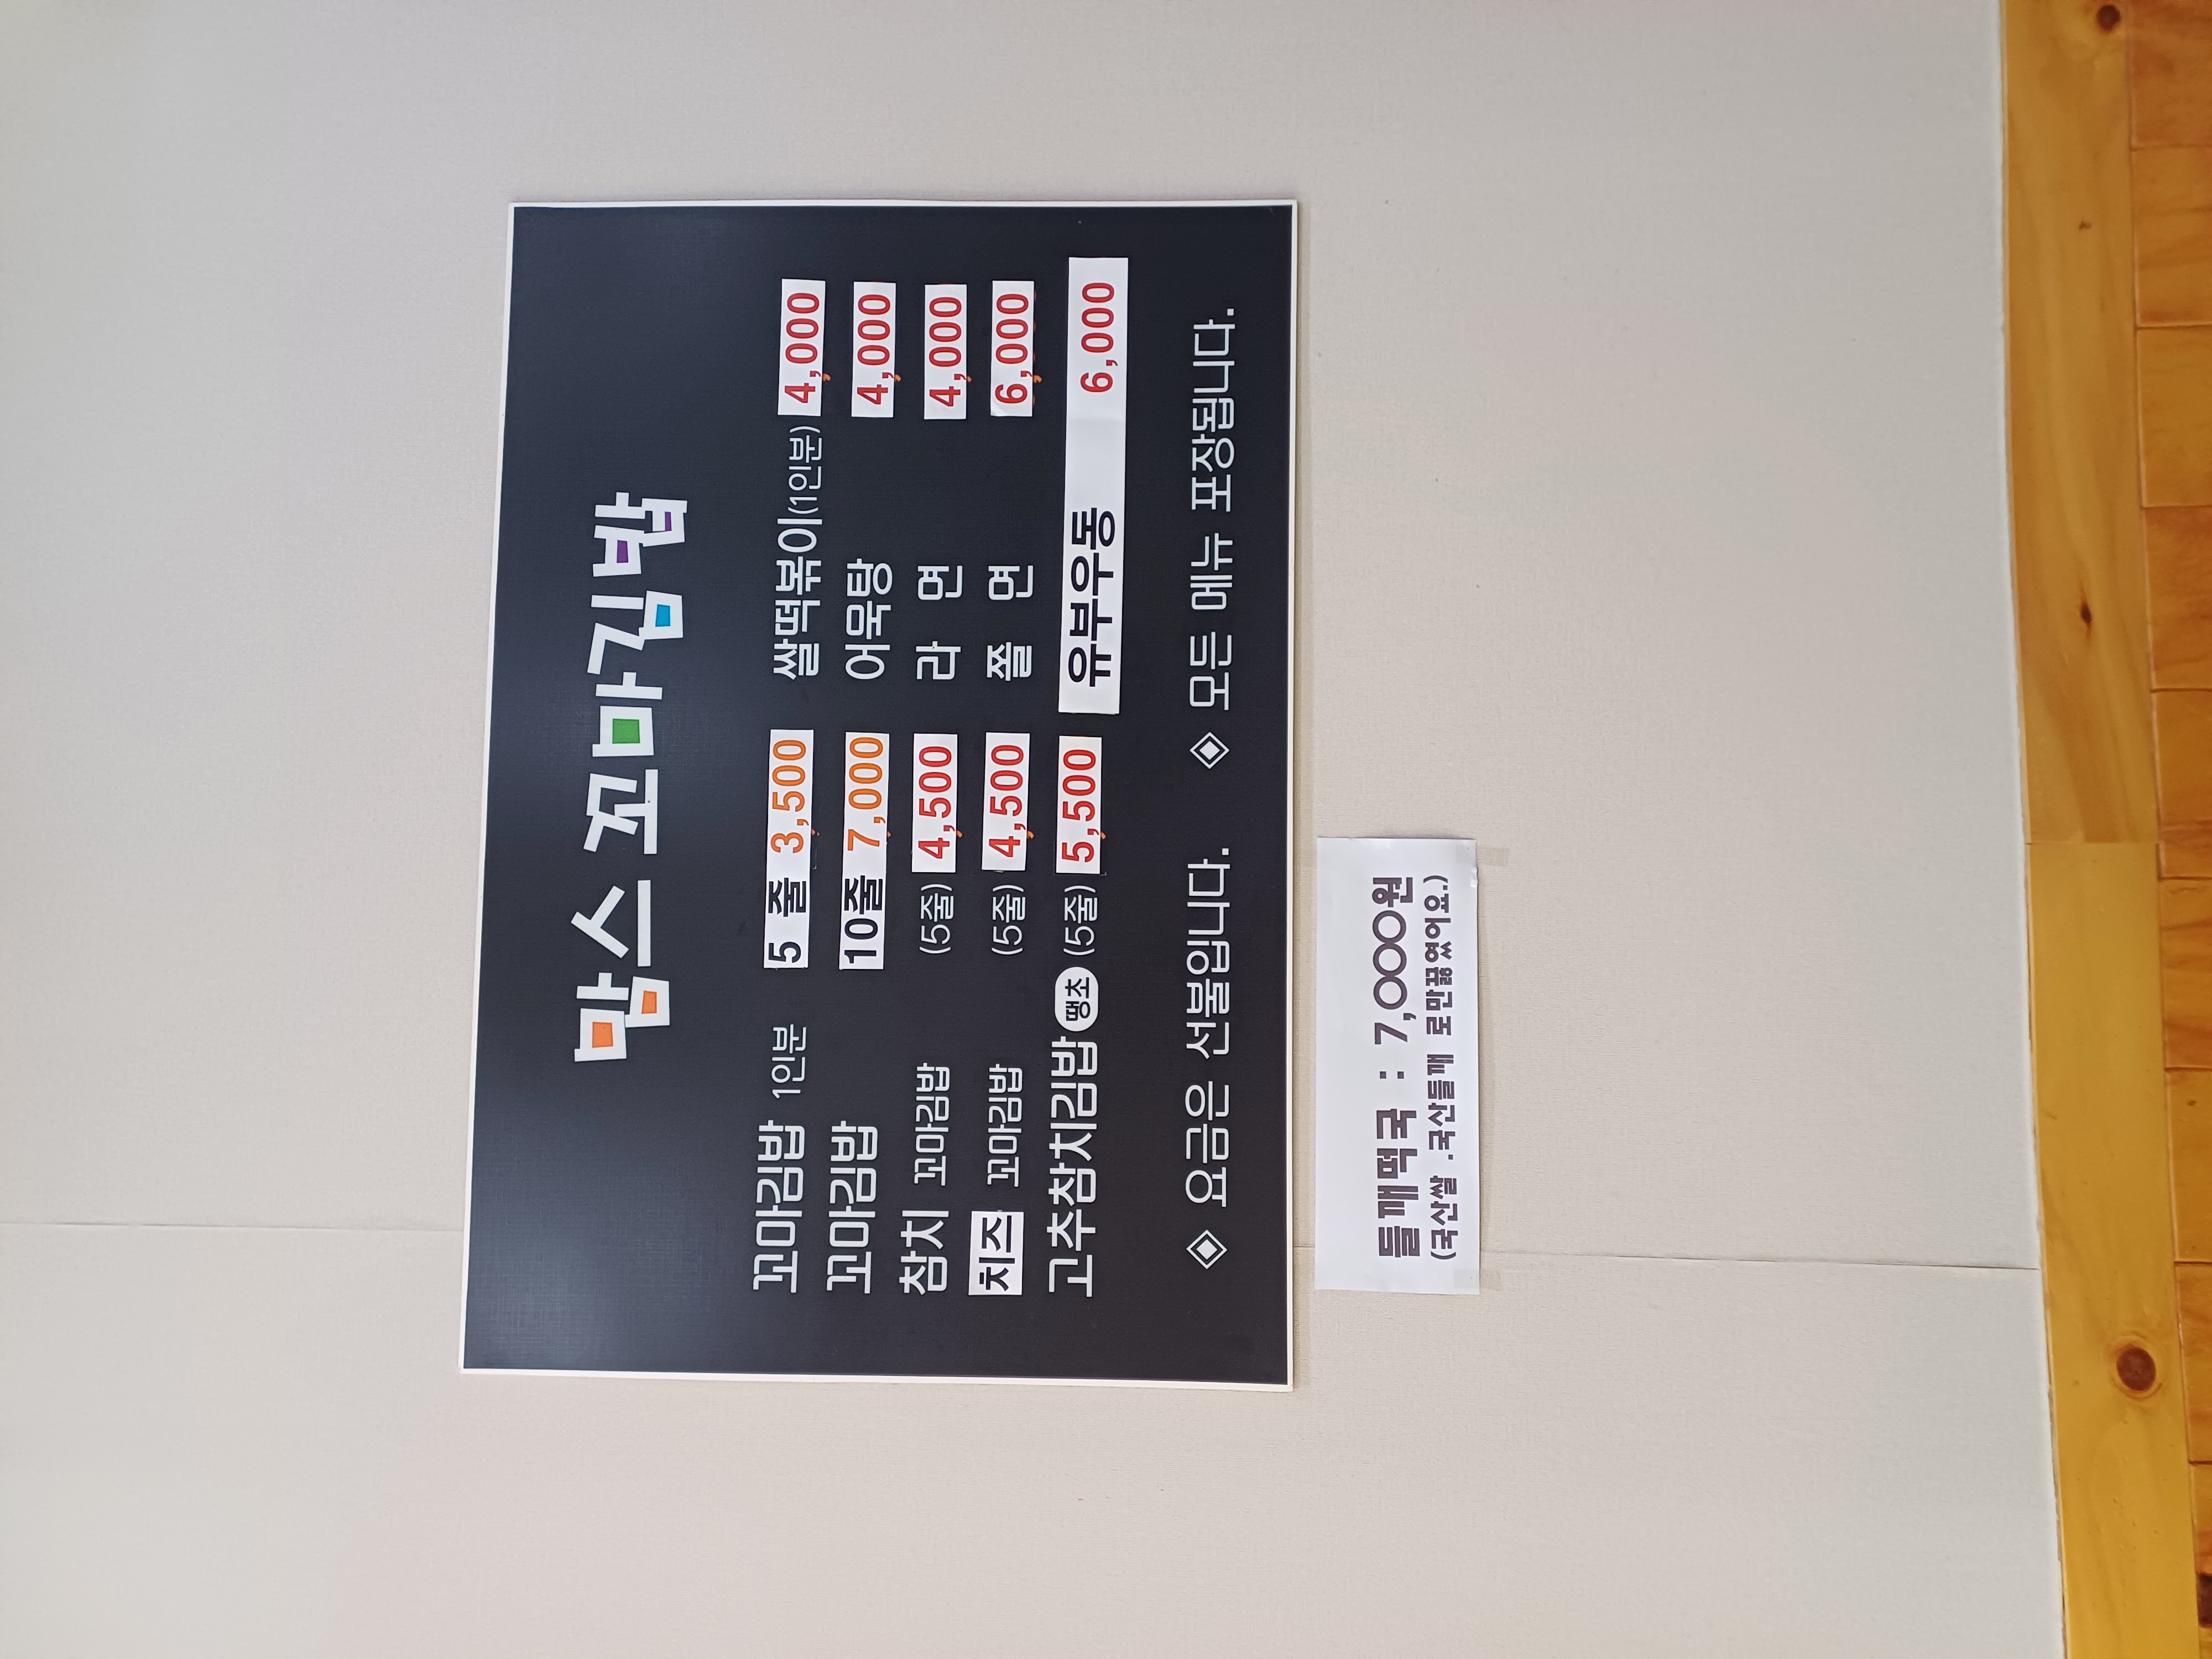 맘스 꼬마김밥
꼬마김밥 1인분 5 줄 3,500
꼬마김밥 10줄 7,000
참치 꼬마김밥 (5줄) 4,500
치즈 꼬마김밥 (5줄) 4,500
고추참치김밥 땡초 (5줄) 5,500
쌀떡볶이(1인분) 4,000
어묵탕 4,000
라 면 4,000
쫄 면 6,000
유부우동 6,000
◈ 요금은 선불입니다. ◈ 모든 메뉴 포장됩니다.
들깨떡국 : 7,000원
(국산쌀 .국산들깨 로만끓였어요.)